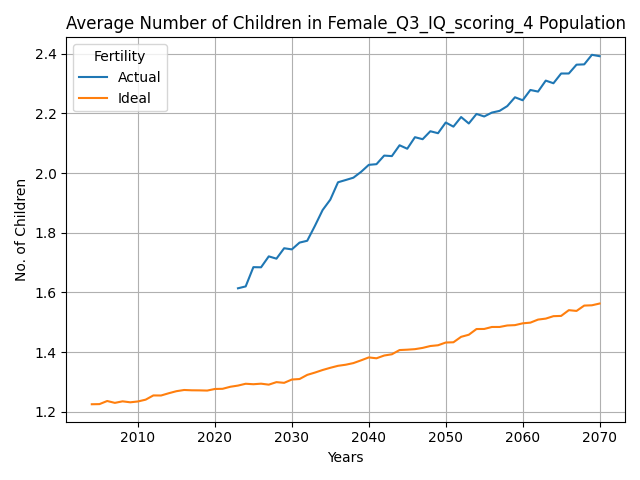 Average Number of Children in Female_Q3_IQ_scoring_4 Population
Fertility
Actual
Ideal
No. of Children
2.4
2.2
2.0
1.8
1.6
1.4
1.2
2010 2020 2030 2040 2050 2060 2070
Years